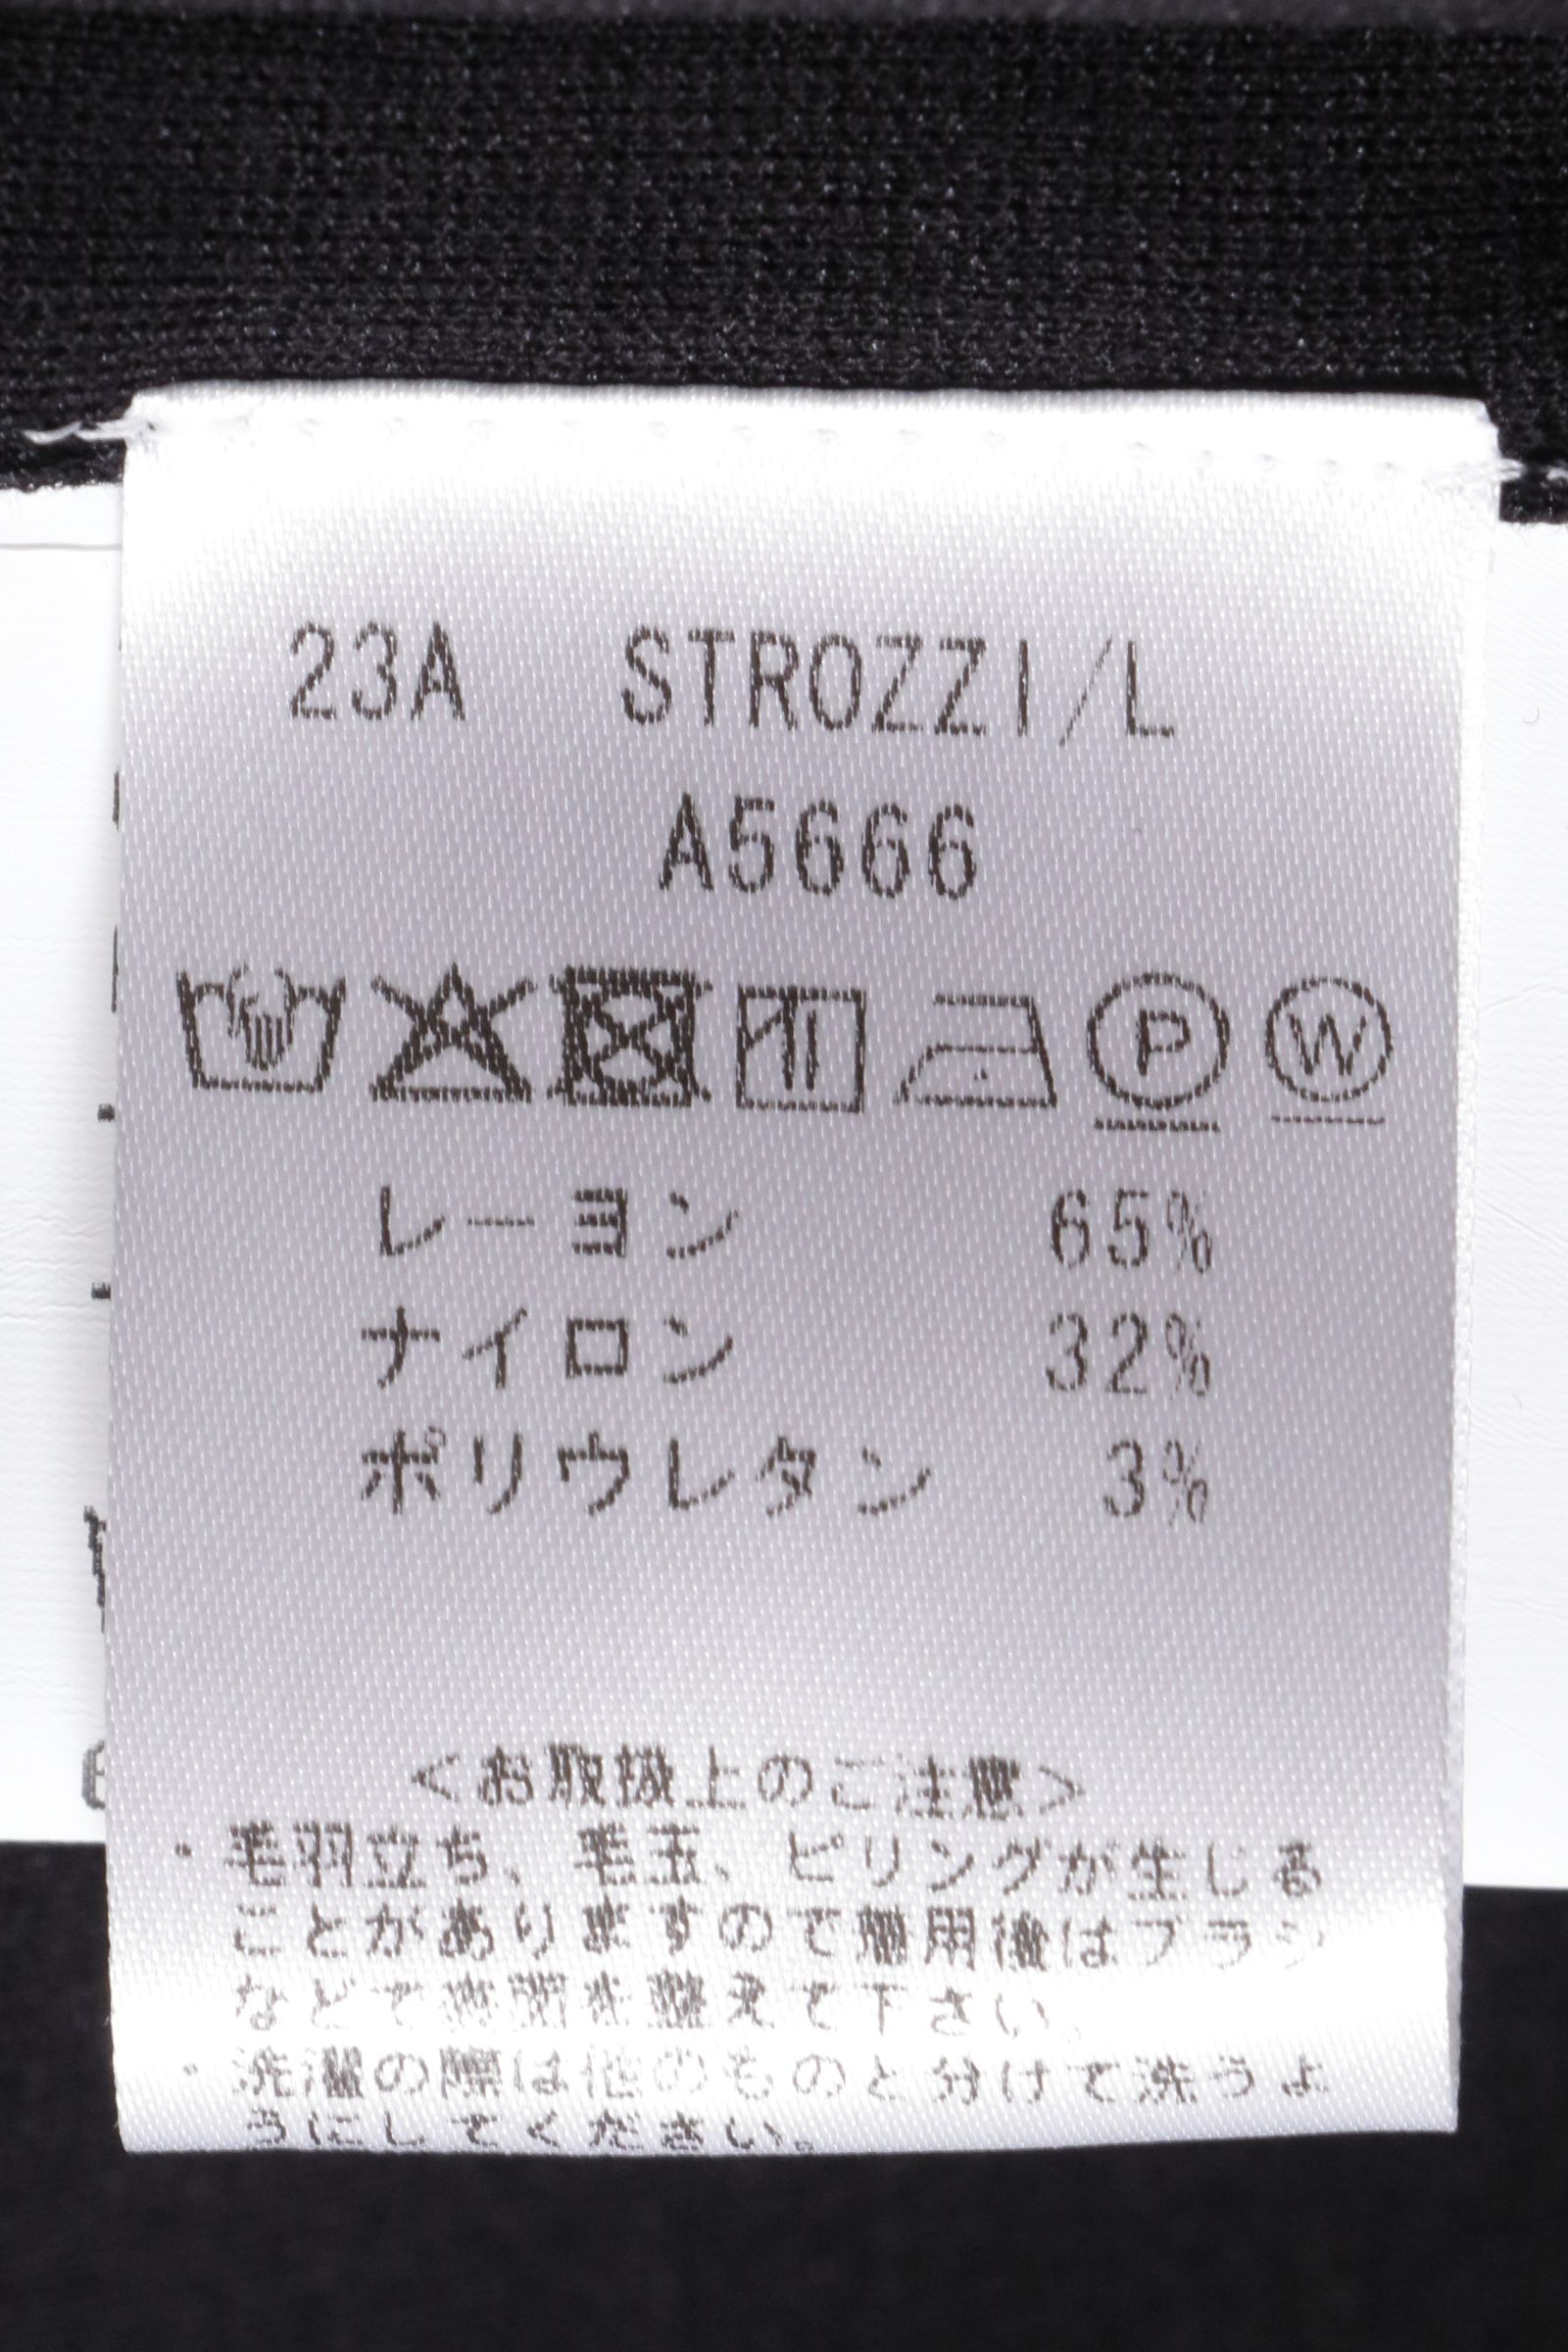 23A STROZZI/L
A5666
P W
レーヨン 65%
ナイロン 32%
ポリウレタン 3%
<お取扱上のご注意>
・毛羽立ち、毛玉、ピリングが生じる
ことがありますので着用後はブラシ
などで表面を整えて下さい。
・洗濯の際は他のものと分けて洗うよ
うにしてください。